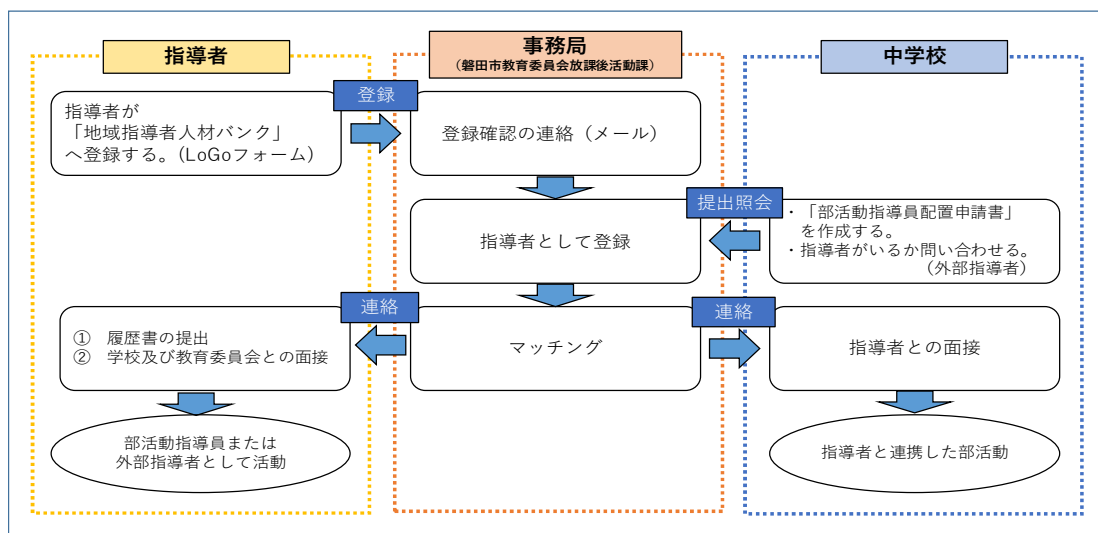 指導者
事務局
(磐田市教育委員会放課後活動課)
中学校
登録
指導者が
「地域指導者人材バンク」
へ登録する。(LoGoフォーム)
登録確認の連絡（メール）
提出照会
指導者として登録
・「部活動指導員配置申請書」
を作成する。
・指導者がいるか問い合わせる。
（外部指導者）
連絡
連絡
① 履歴書の提出
② 学校及び教育委員会との面接
マッチング
指導者との面接
部活動指導員または
外部指導者として活動
指導者と連携した部活動